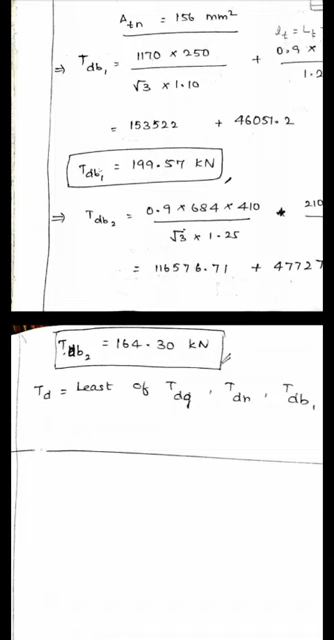 A_tn = 156 mm²
l_t = L_t
⇒ T_db₁ = 1170 × 250 / √3 × 1.10 + 0.9 × / 1.2
= 153522 + 46051.2
T_db₁ = 199.57 kN
⇒ T_db₂ = 0.9 × 684 × 410 / √3 × 1.25 + 210
= 116576.71 + 47727
T_db₂ = 164.30 kN
T_d = Least of T_dg, T_dn, T_db₁